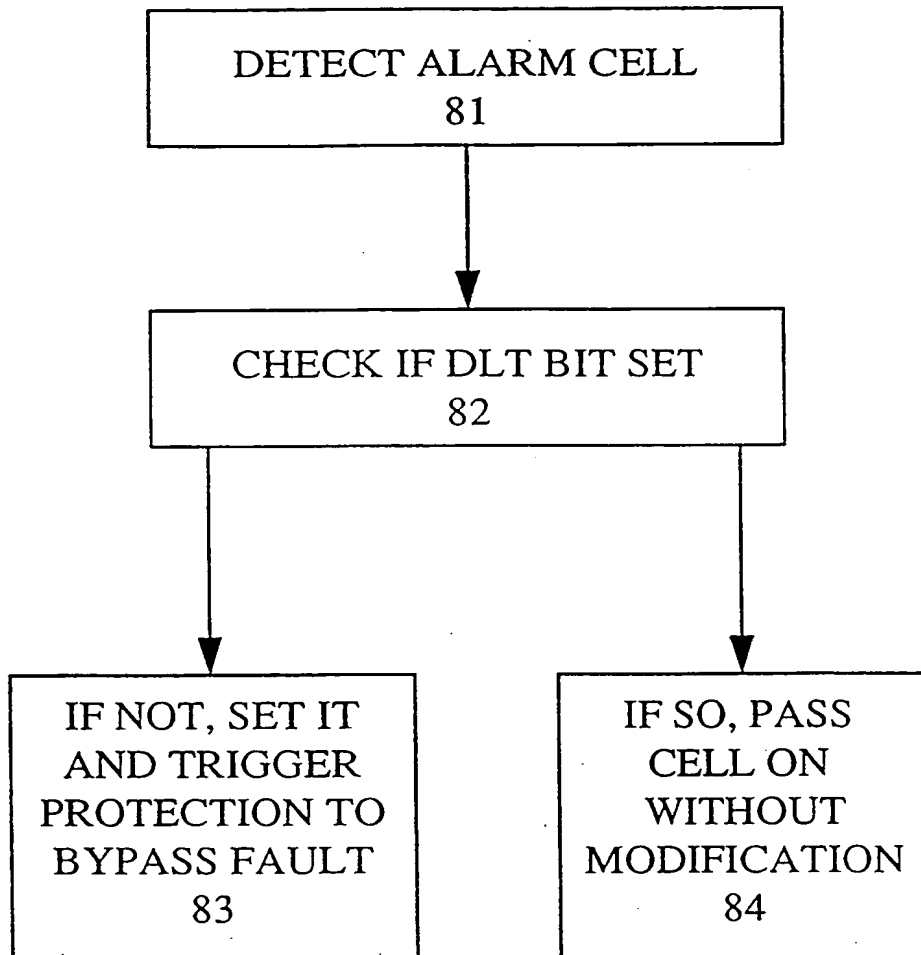 DETECT ALARM CELL
81
CHECK IF DLT BIT SET
82
IF NOT, SET IT
AND TRIGGER
PROTECTION TO
BYPASS FAULT
83
IF SO, PASS
CELL ON
WITHOUT
MODIFICATION
84